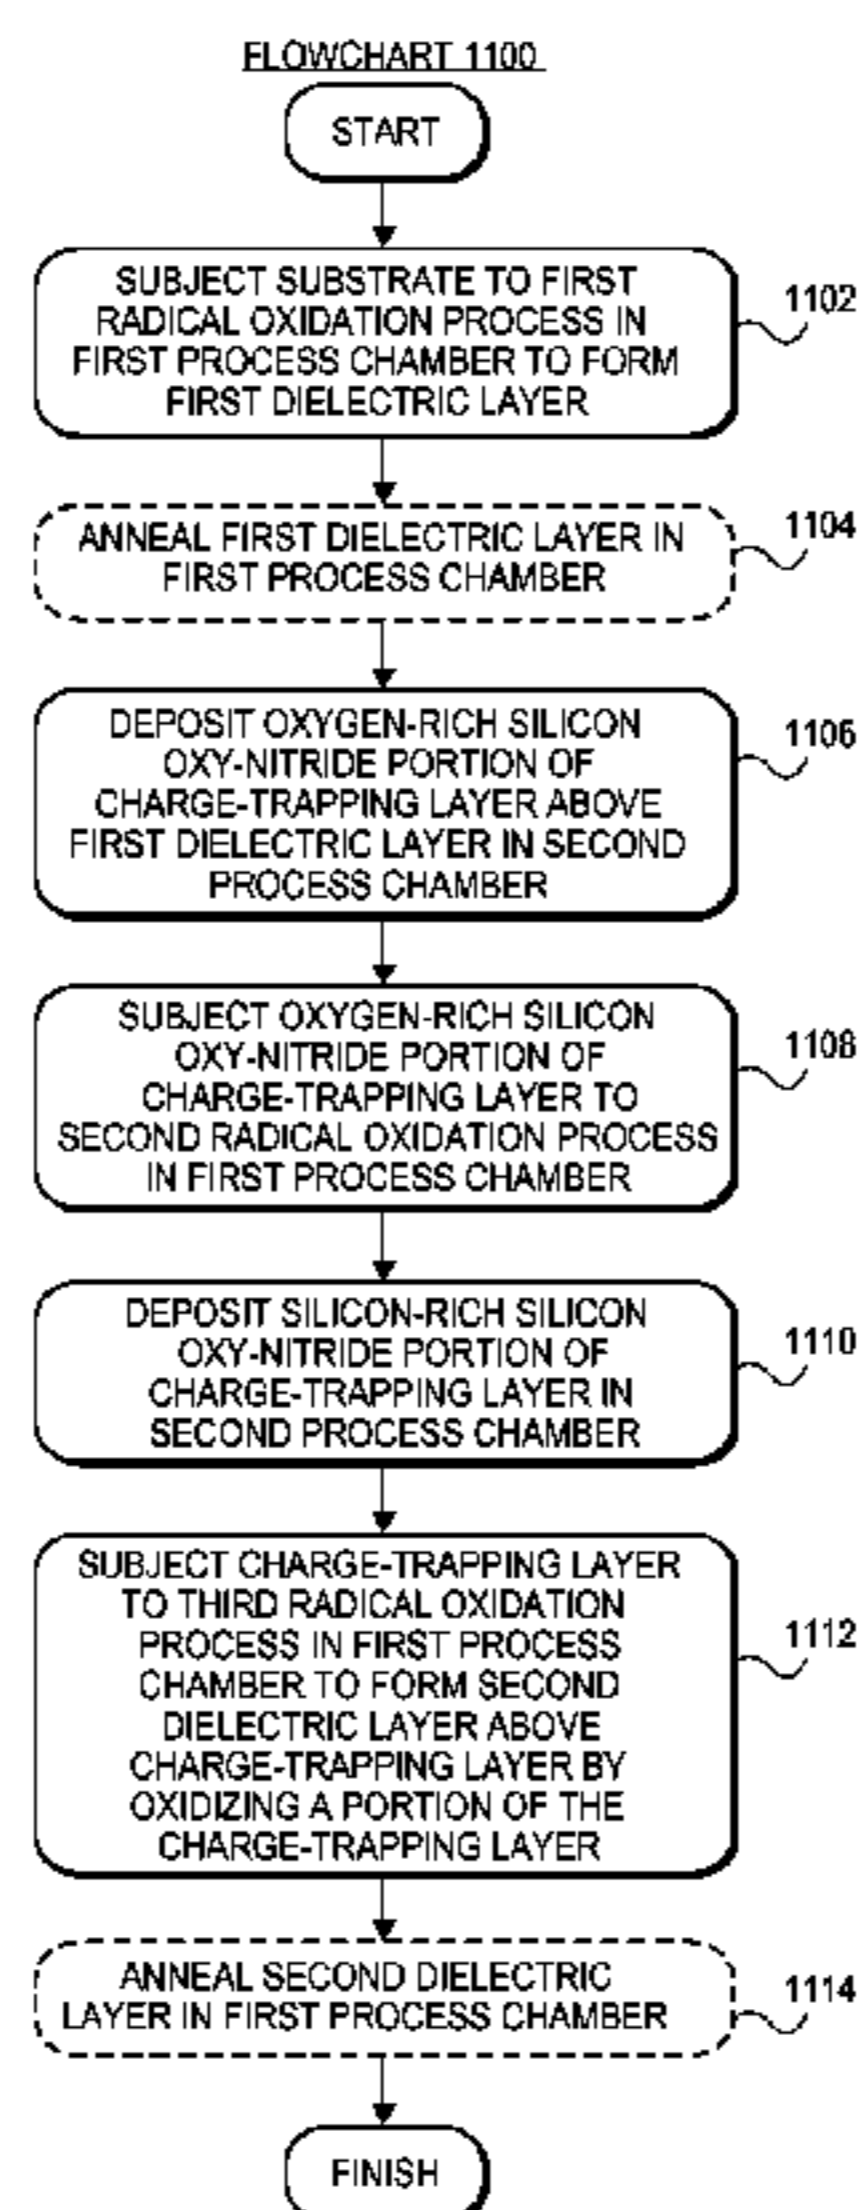 FLOWCHART 1100
START
SUBJECT SUBSTRATE TO FIRST
RADICAL OXIDATION PROCESS IN
FIRST PROCESS CHAMBER TO FORM
FIRST DIELECTRIC LAYER
1102
ANNEAL FIRST DIELECTRIC LAYER IN
FIRST PROCESS CHAMBER
1104
DEPOSIT OXYGEN-RICH SILICON
OXY-NITRIDE PORTION OF
CHARGE-TRAPPING LAYER ABOVE
FIRST DIELECTRIC LAYER IN SECOND
PROCESS CHAMBER
1106
SUBJECT OXYGEN-RICH SILICON
OXY-NITRIDE PORTION OF
CHARGE-TRAPPING LAYER TO
SECOND RADICAL OXIDATION PROCESS
IN FIRST PROCESS CHAMBER
1108
DEPOSIT SILICON-RICH SILICON
OXY-NITRIDE PORTION OF
CHARGE-TRAPPING LAYER IN
SECOND PROCESS CHAMBER
1110
SUBJECT CHARGE-TRAPPING LAYER
TO THIRD RADICAL OXIDATION
PROCESS IN FIRST PROCESS
CHAMBER TO FORM SECOND
DIELECTRIC LAYER ABOVE
CHARGE-TRAPPING LAYER BY
OXIDIZING A PORTION OF THE
CHARGE-TRAPPING LAYER
1112
ANNEAL SECOND DIELECTRIC
LAYER IN FIRST PROCESS CHAMBER
1114
FINISH